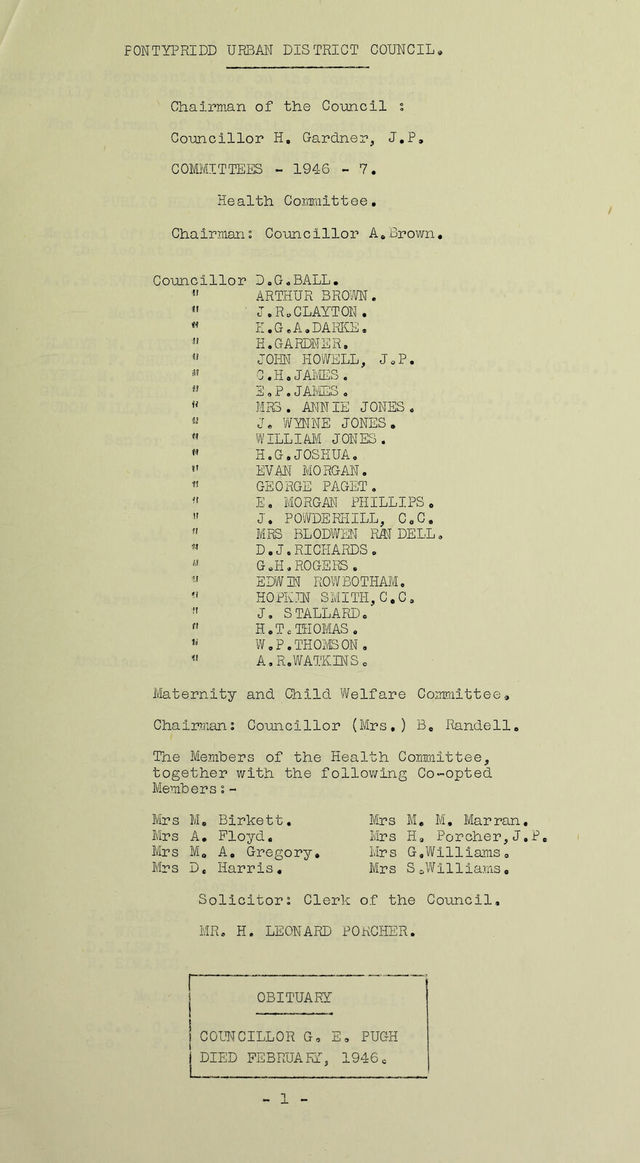 PONTYPRIDD URBAN DISTRICT COUNCIL.
Chairman of the Council :
Councillor H. Gardner, J.P.
COMMITTEES - 1946 - 7.
Health Committee.
Chairman: Councillor A.Brown.
Councillor D.G.BALL.
" ARTHUR BROWN.
" J.R.CLAYTON.
" K.G.A.DARKE.
" H.GARDNER.
" JOHN HOWELL, J.P.
" C.H.JAMES.
" E.P.JAMES.
" MRS. ANNIE JONES.
" J. WYNNE JONES.
" WILLIAM JONES.
" H.G.JOSHUA.
" EVAN MORGAN.
" GEORGE PAGET.
" E. MORGAN PHILLIPS.
" J. POWDERHILL, C.C.
" MRS BLODWEN RANDELL.
" D.J.RICHARDS.
" G.H.ROGERS.
" EDWIN ROWBOTHAM.
" HOPKIN SMITH,C.C.
" J. STALLARD.
" H.T.THOMAS.
" W.P.THOMSON.
" A.R.WATKINS.
Maternity and Child Welfare Committee.
Chairman: Councillor (Mrs.) B. Randell.
The Members of the Health Committee,
together with the following Co-opted
Members:-
Mrs M. Birkett. Mrs M. M. Marran.
Mrs A. Floyd. Mrs H. Porcher,J.P.
Mrs M. A. Gregory. Mrs G.Williams.
Mrs D. Harris. Mrs S.Williams.
Solicitor: Clerk of the Council.
MR. H. LEONARD PORCHER.
OBITUARY
COUNCILLOR G. E. PUGH
DIED FEBRUARY, 1946.
- 1 -